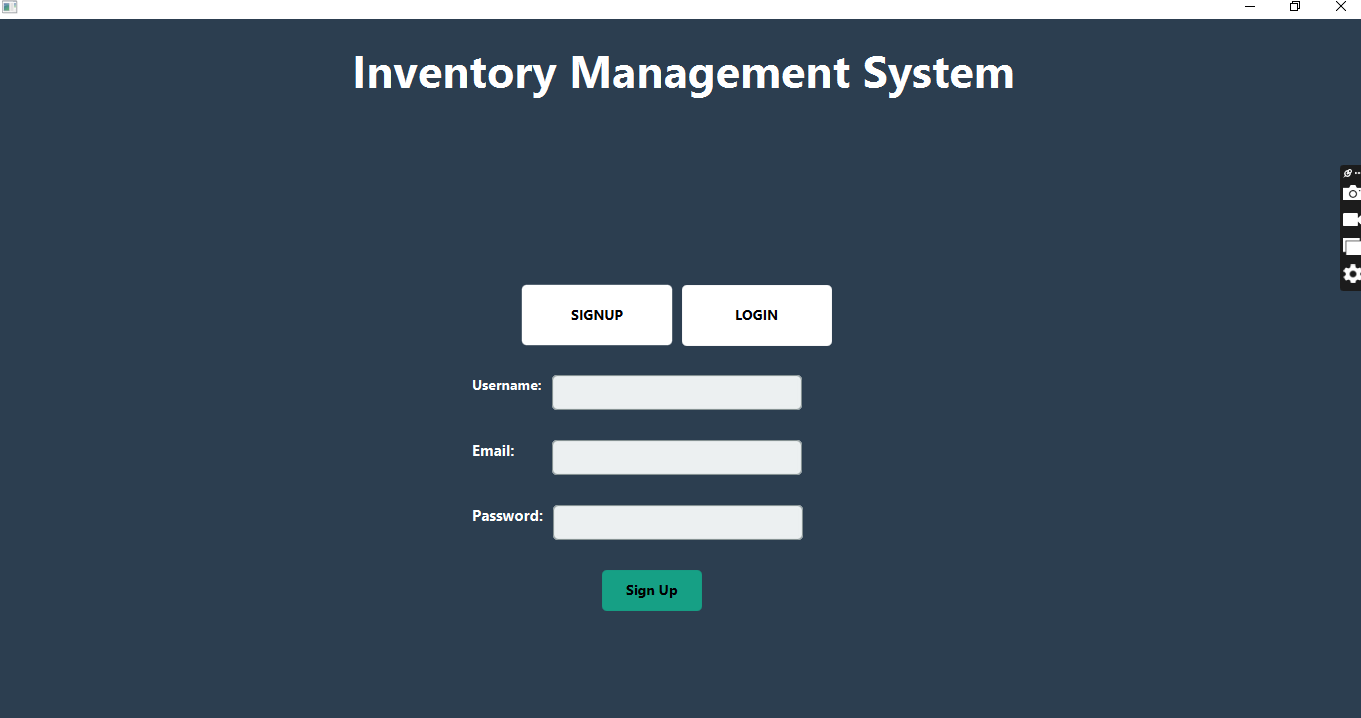 Inventory Management System
SIGNUP LOGIN
Username:
Email:
Password:
Sign Up